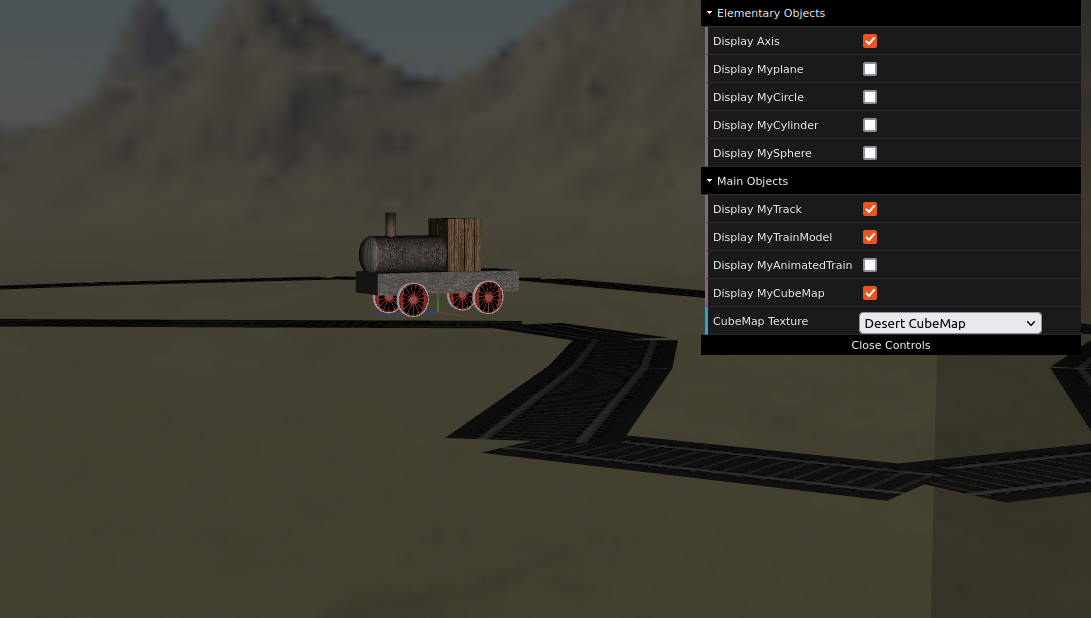 Elementary Objects
Display Axis
Display Myplane
Display MyCircle
Display MyCylinder
Display MySphere
Main Objects
Display MyTrack
Display MyTrainModel
Display MyAnimatedTrain
Display MyCubeMap
CubeMap Texture Desert CubeMap
Close Controls